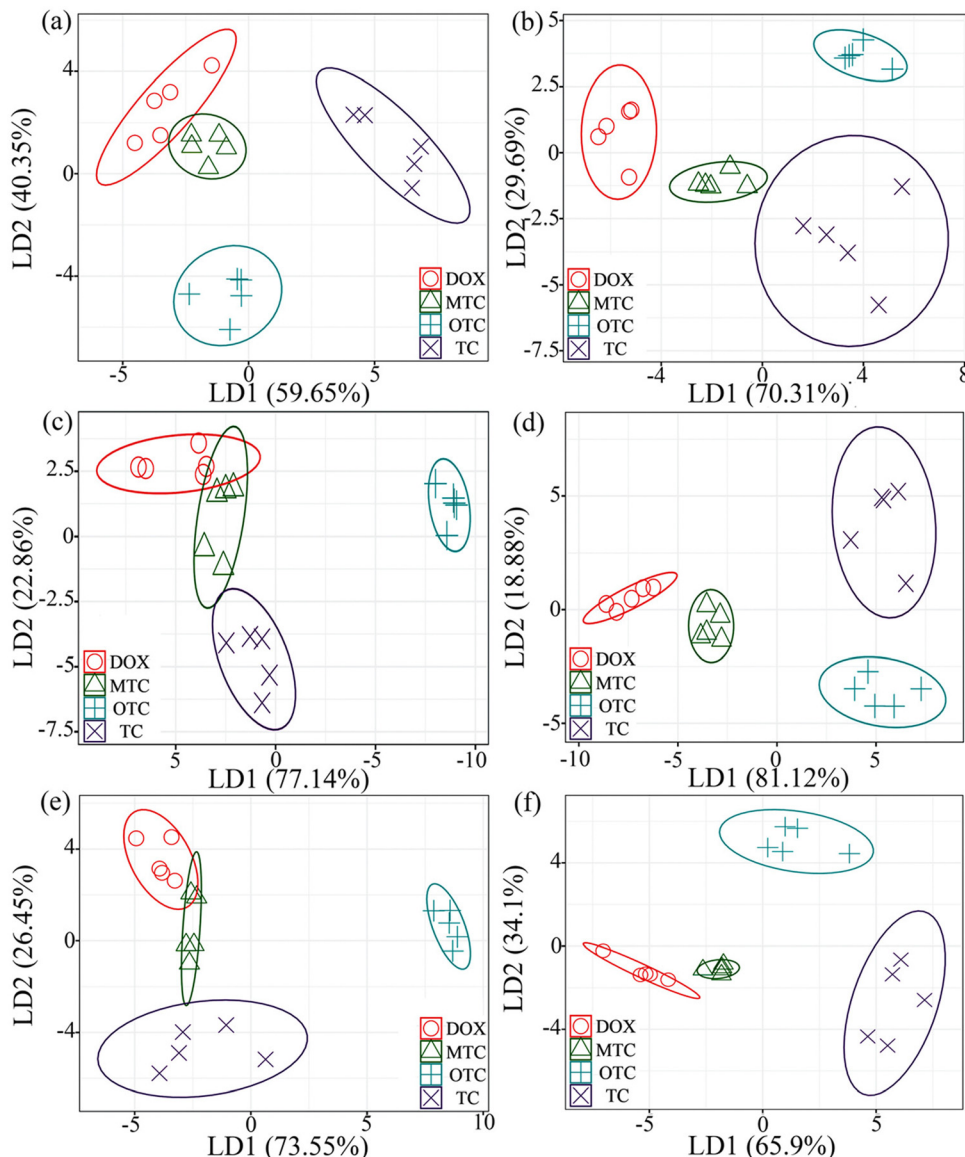 (a)
4
0
-4
LD2 (40.35%)
-5
0
5
LD1 (59.65%)
DOX
MTC
OTC
TC
(b)
5
2.5
0
-2.5
-5
-7.5
LD2 (29.69%)
-4
0
4
8
LD1 (70.31%)
DOX
MTC
OTC
TC
(c)
2.5
0
-2.5
-5
-7.5
LD2 (22.86%)
5
0
-5
-10
LD1 (77.14%)
DOX
MTC
OTC
TC
(d)
5
0
-5
LD2 (18.88%)
-10
-5
0
5
LD1 (81.12%)
DOX
MTC
OTC
TC
(e)
4
0
-4
LD2 (26.45%)
-5
0
5
10
LD1 (73.55%)
DOX
MTC
OTC
TC
(f)
4
0
-4
LD2 (34.1%)
-5
0
5
LD1 (65.9%)
DOX
MTC
OTC
TC